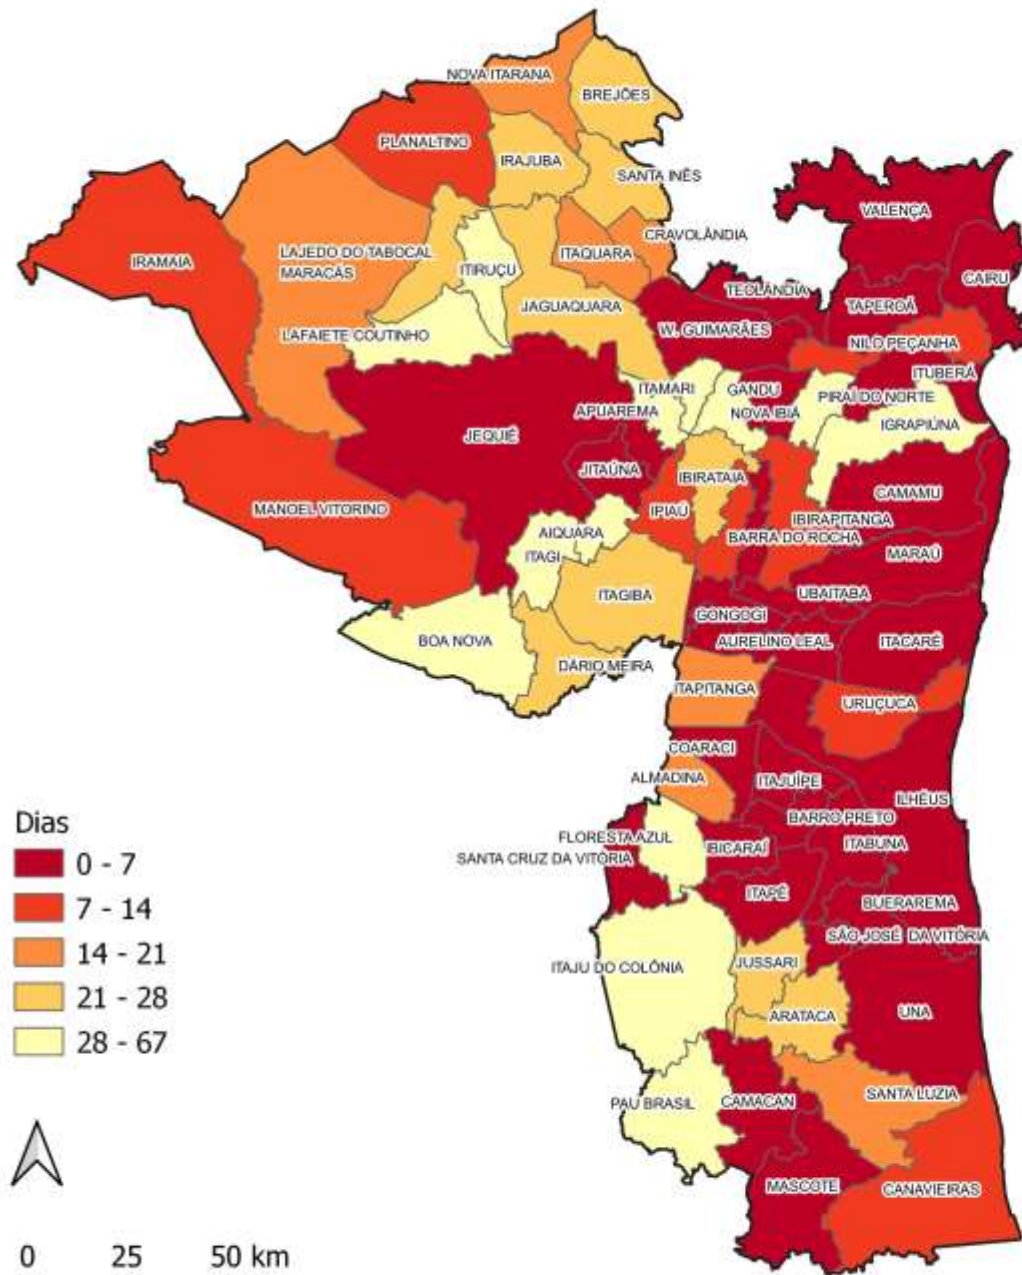 NOVA ITARANA
BREJÕES
PLANALTINO
IRAJUBA
SANTA INÊS
VALENÇA
CRAVOLÂNDIA
LAJEDO DO TABOCAL
ITAQUARA
IRAMAIA
ITIRUÇU
MARACÁS
CAIRU
TEOLÂNDIA
JAGUAQUARA
TAPEROÁ
W. GUIMARÃES
LAFAIETE COUTINHO
NILO PEÇANHA
ITUBERÁ
ITAMARI
GANDU
PIRAÍ DO NORTE
APUAREMA
NOVA IBIÁ
IGRAPIÚNA
JEQUIÉ
JITAÚNA
IBIRATAIA
CAMAMU
MANOEL VITORINO
IPIAÚ
IBIRAPITANGA
AIQUARA
BARRA DO ROCHA
ITAGI
MARAÚ
UBAITABA
ITAGIBÁ
GONGOGI
BOA NOVA
AURELINO LEAL
ITACARÉ
DÁRIO MEIRA
ITAPITANGA
URUÇUCA
COARACI
ALMADINA
ITAJUÍPE
ILHÉUS
BARRO PRETO
Dias
FLORESTA AZUL
ITABUNA
IBICARAÍ
0 - 7
SANTA CRUZ DA VITÓRIA
ITAPÉ
7 - 14
BUERAREMA
SÃO JOSÉ DA VITÓRIA
14 - 21
ITAJU DO COLÔNIA
JUSSARI
21 - 28
ARATACA
UNA
28 - 67
SANTA LUZIA
PAU BRASIL
CAMACAN
MASCOTE
CANAVIEIRAS
0 25 50 km